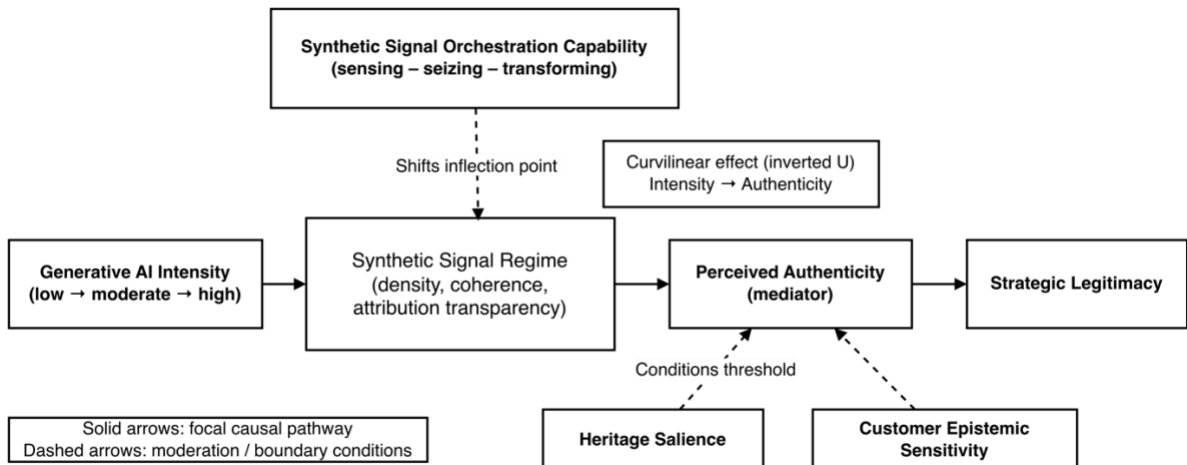 Synthetic Signal Orchestration Capability
(sensing – seizing – transforming)
Shifts inflection point
Curvilinear effect (inverted U)
Intensity → Authenticity
Generative AI Intensity
(low → moderate → high)
Synthetic Signal Regime
(density, coherence,
attribution transparency)
Perceived Authenticity
(mediator)
Strategic Legitimacy
Conditions threshold
Solid arrows: focal causal pathway
Dashed arrows: moderation / boundary conditions
Heritage Salience
Customer Epistemic
Sensitivity